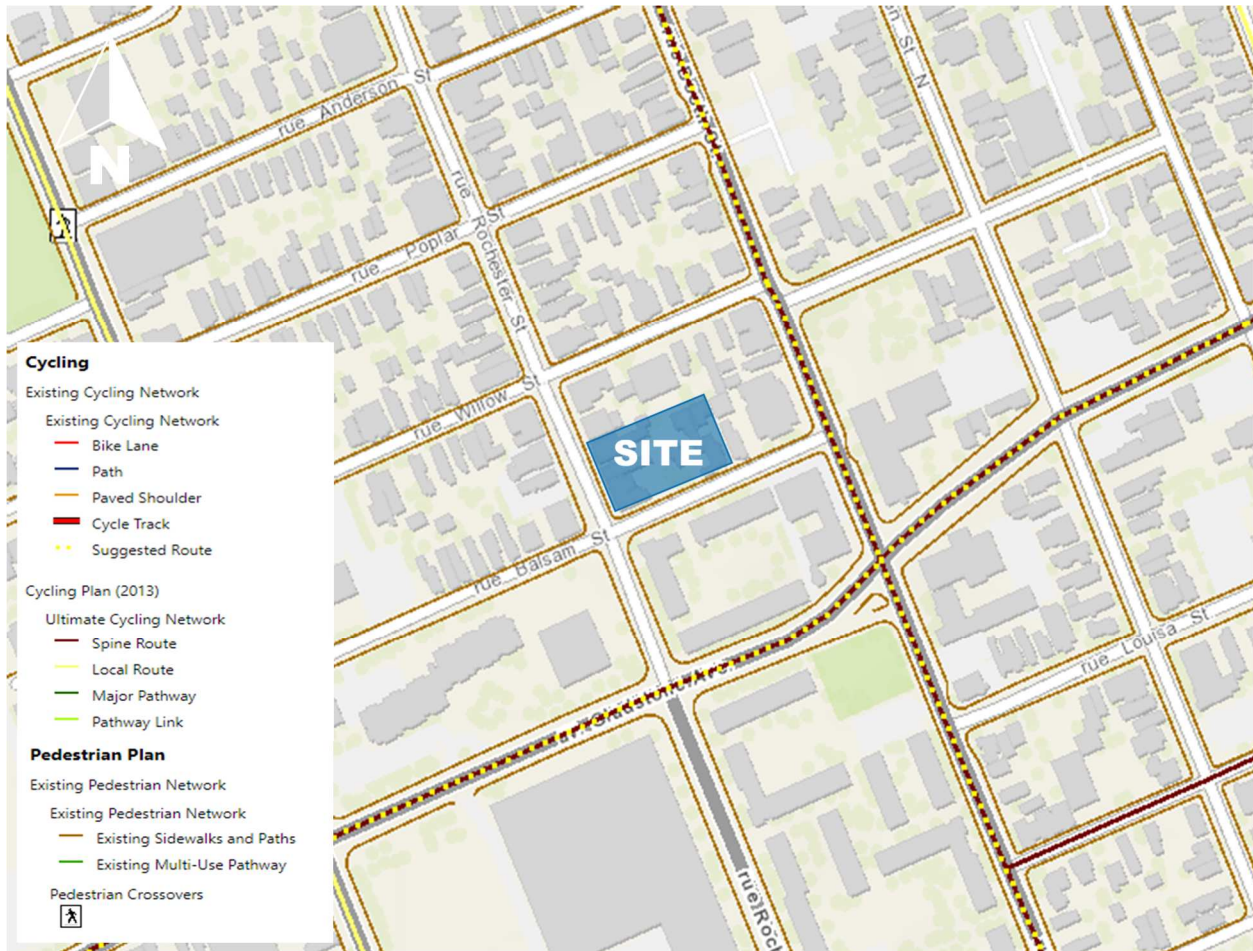 N
rue Anderson St
rue Rochester St
rue Poplar St
St N
rue Willow St
SITE
rue Balsam St
rue Louisa St
Cycling
Existing Cycling Network
Existing Cycling Network
Bike Lane
Path
Paved Shoulder
Cycle Track
Suggested Route
Cycling Plan (2013)
Ultimate Cycling Network
Spine Route
Local Route
Major Pathway
Pathway Link
Pedestrian Plan
Existing Pedestrian Network
Existing Pedestrian Network
Existing Sidewalks and Paths
Existing Multi-Use Pathway
Pedestrian Crossovers